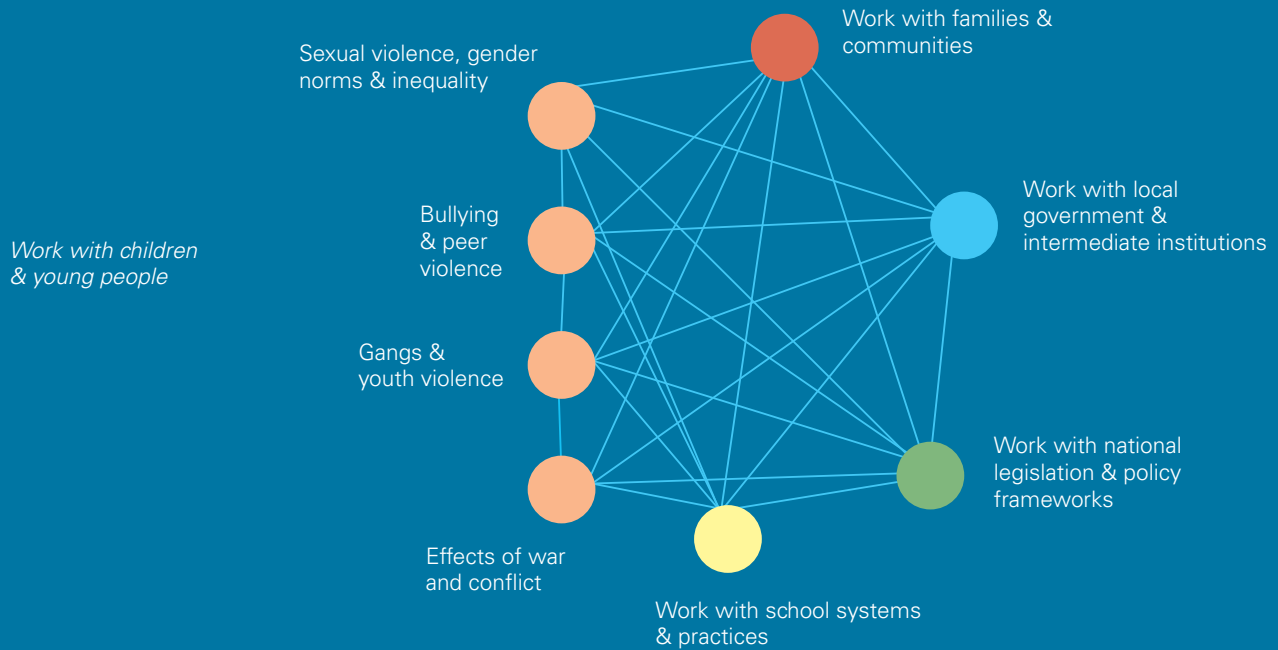 Work with families &
communities
Sexual violence, gender
norms & inequality
Work with local
government &
intermediate institutions
Bullying
& peer
violence
Work with children
& young people
Gangs &
youth violence
Work with national
legislation & policy
frameworks
Effects of war
and conflict
Work with school systems
& practices